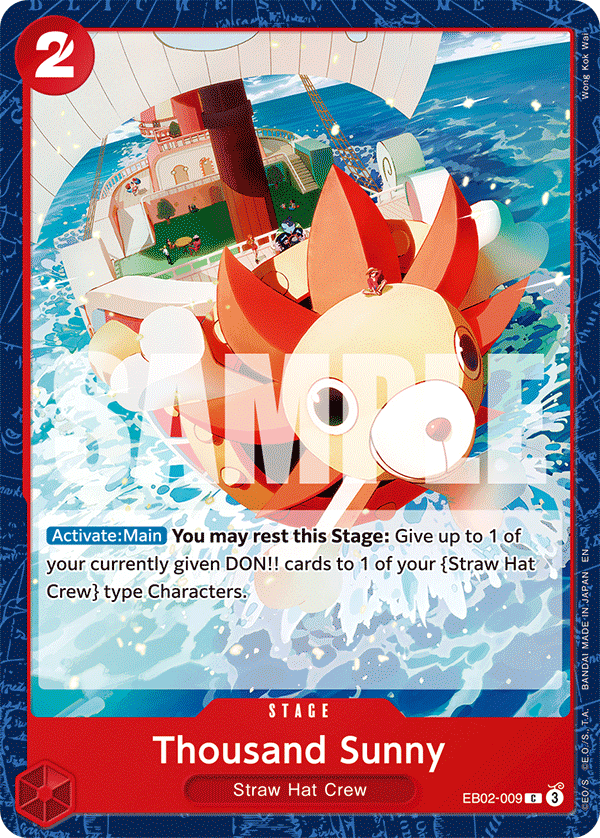 2
Wong Kok Wai
SAMPLE
Activate:Main You may rest this Stage: Give up to 1 of
your currently given DON!! cards to 1 of your {Straw Hat
Crew} type Characters.
STAGE
Thousand Sunny
Straw Hat Crew
EB02-009 C 3
©E.O./S. ©E.O./S.,T.A. BANDAI MADE IN JAPAN EN